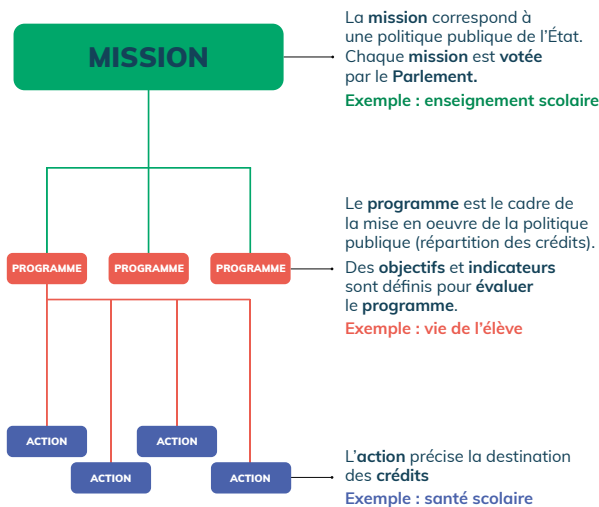 MISSION
La mission correspond à
une politique publique de l'État.
Chaque mission est votée
par le Parlement.
Exemple : enseignement scolaire
PROGRAMME
PROGRAMME
PROGRAMME
Le programme est le cadre de
la mise en oeuvre de la politique
publique (répartition des crédits).
Des objectifs et indicateurs
sont définis pour évaluer
le programme.
Exemple : vie de l'élève
ACTION
ACTION
ACTION
ACTION
L'action précise la destination
des crédits
Exemple : santé scolaire